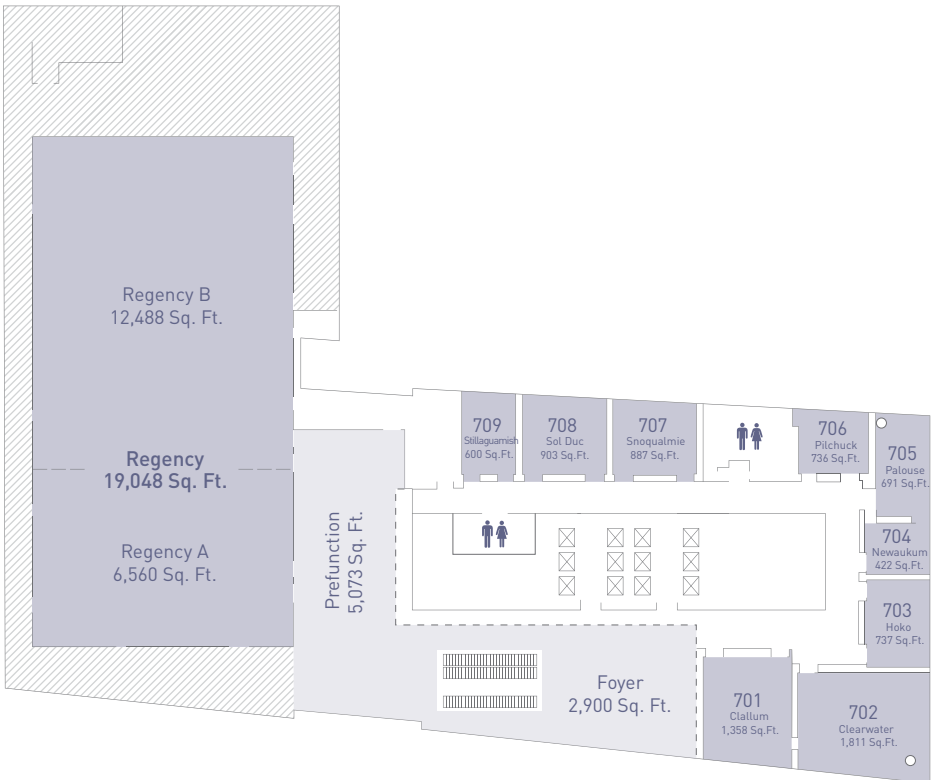 Regency B
12,488 Sq. Ft.
Regency
19,048 Sq. Ft.
Regency A
6,560 Sq. Ft.
Prefunction
5,073 Sq. Ft.
Foyer
2,900 Sq. Ft.
709
Stillaguamish
600 Sq.Ft.
708
Sol Duc
903 Sq.Ft.
707
Snoqualmie
887 Sq.Ft.
706
Pilchuck
736 Sq.Ft.
705
Palouse
691 Sq.Ft.
704
Newaukum
422 Sq.Ft.
703
Hoko
737 Sq.Ft.
701
Clallum
1,358 Sq.Ft.
702
Clearwater
1,811 Sq.Ft.